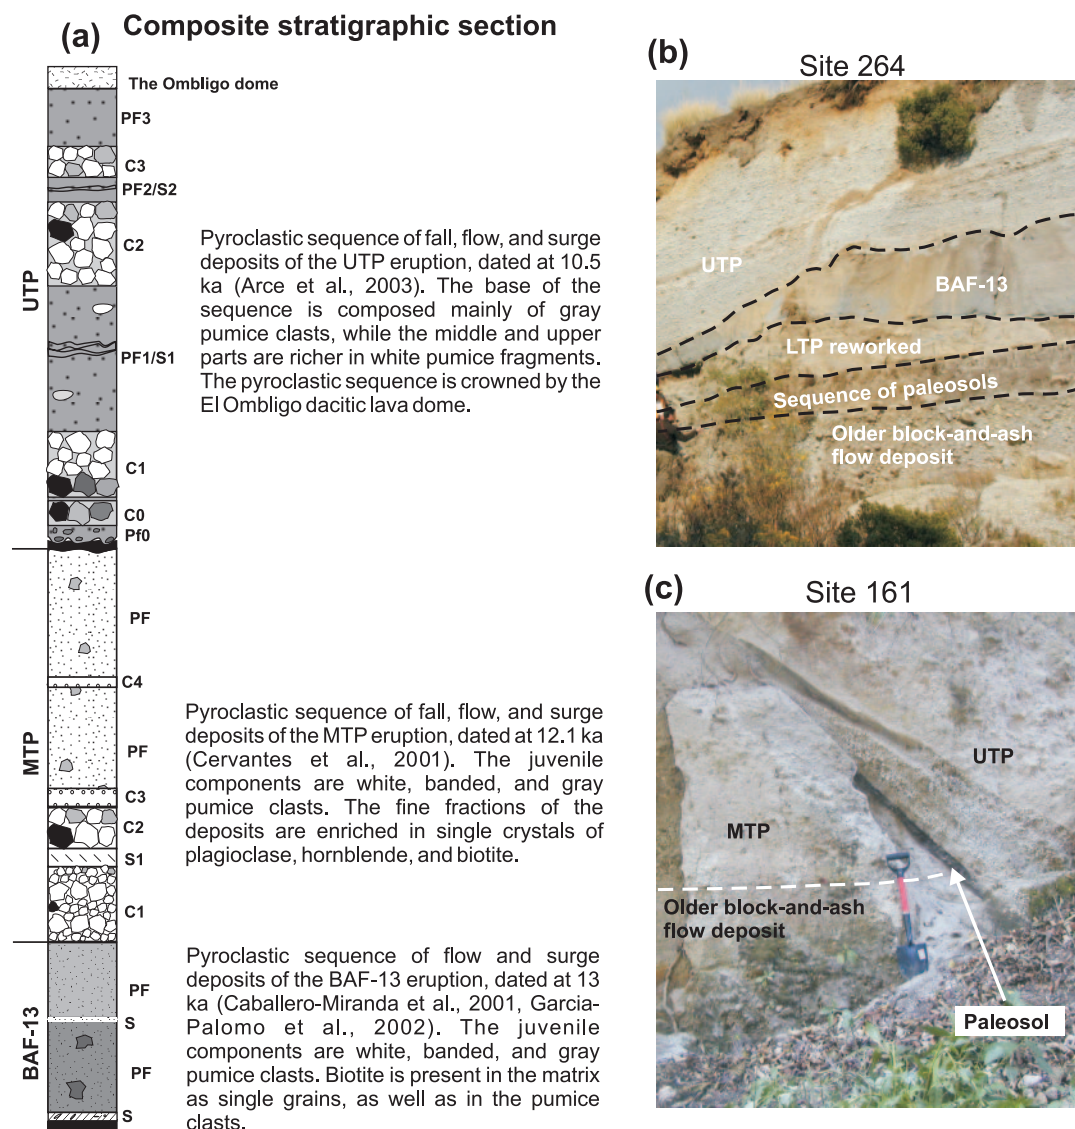 (a) Composite stratigraphic section
The Ombligo dome
PF3
C3
PF2/S2
C2
UTP
PF1/S1
C1
C0
Pf0
Pyroclastic sequence of fall, flow, and surge
deposits of the UTP eruption, dated at 10.5
ka (Arce et al., 2003). The base of the
sequence is composed mainly of gray
pumice clasts, while the middle and upper
parts are richer in white pumice fragments.
The pyroclastic sequence is crowned by the
El Ombligo dacitic lava dome.
PF
C4
MTP
PF
C3
C2
S1
C1
Pyroclastic sequence of fall, flow, and surge
deposits of the MTP eruption, dated at 12.1 ka
(Cervantes et al., 2001). The juvenile
components are white, banded, and gray
pumice clasts. The fine fractions of the
deposits are enriched in single crystals of
plagioclase, hornblende, and biotite.
PF
S
BAF-13
PF
S
Pyroclastic sequence of flow and surge
deposits of the BAF-13 eruption, dated at 13
ka (Caballero-Miranda et al., 2001, Garcia-
Palomo et al., 2002). The juvenile
components are white, banded, and gray
pumice clasts. Biotite is present in the matrix
as single grains, as well as in the pumice
clasts.
(b)
Site 264
UTP
BAF-13
LTP reworked
Sequence of paleosols
Older block-and-ash
flow deposit
(c)
Site 161
UTP
MTP
Older block-and-ash
flow deposit
Paleosol